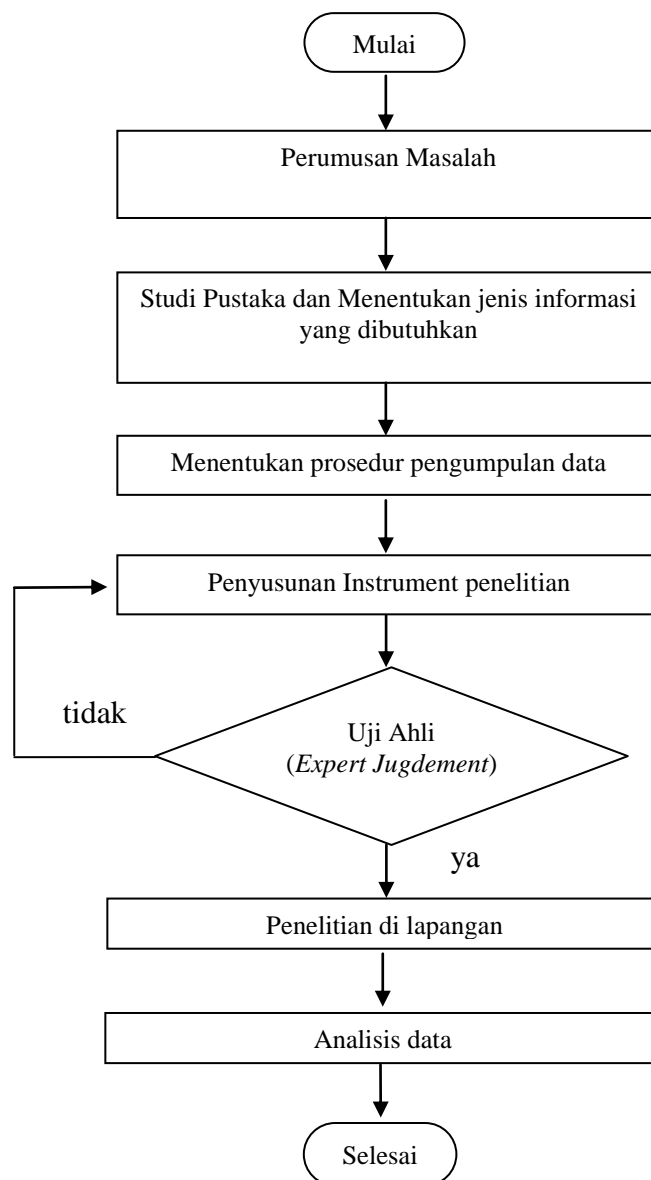 Mulai
Perumusan Masalah
Studi Pustaka dan Menentukan jenis informasi
yang dibutuhkan
Menentukan prosedur pengumpulan data
Penyusunan Instrument penelitian
tidak
Uji Ahli
(Expert Jugdement)
ya
Penelitian di lapangan
Analisis data
Selesai